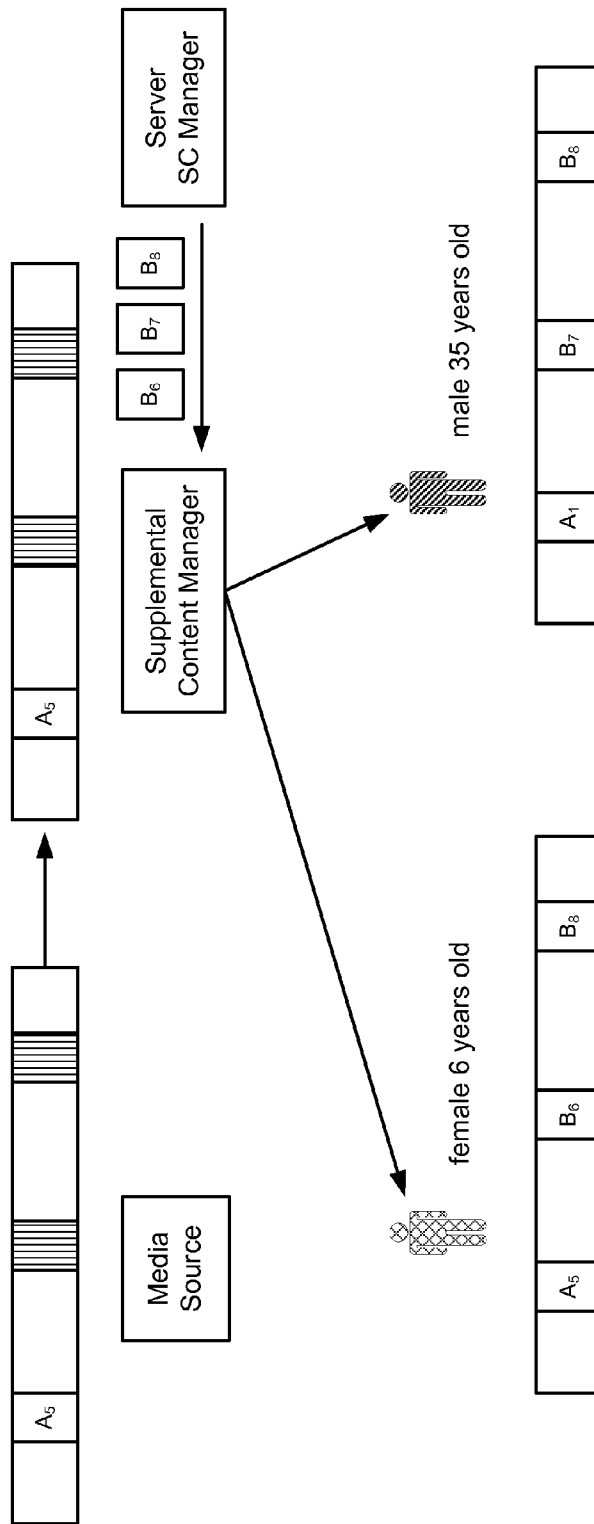 A5
A5
Media
Source
Supplemental
Content Manager
B6
B7
B8
Server
SC Manager
female 6 years old
male 35 years old
A5
B6
B8
A1
B7
B8